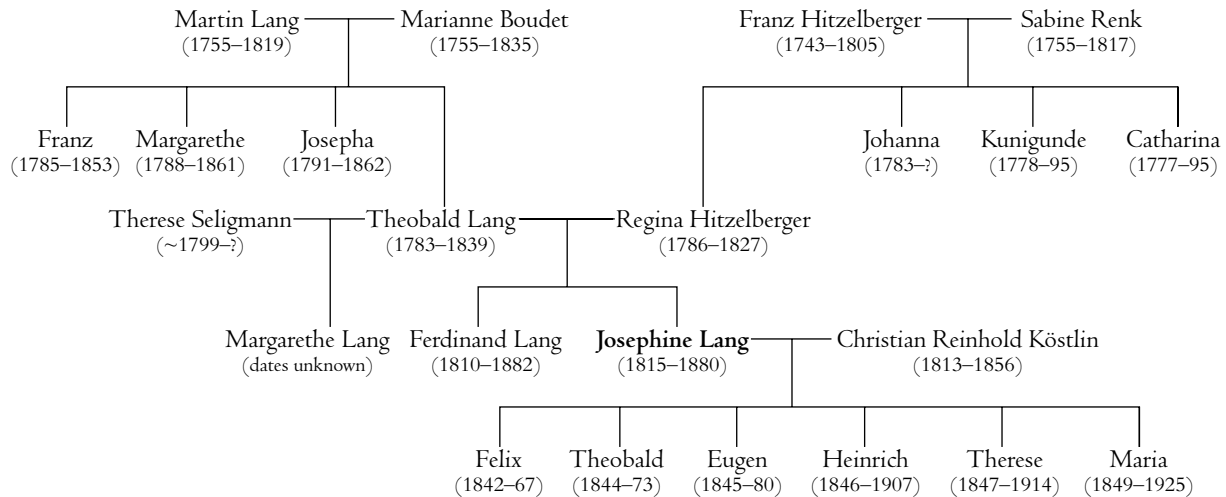 Martin Lang Marianne Boudet Franz Hitzelberger Sabine Renk
(1755–1819) (1755–1835) (1743–1805) (1755–1817)
Franz Margarethe Josepha Johanna Kunigunde Catharina
(1785–1853) (1788–1861) (1791–1862) (1783–?) (1778–95) (1777–95)
Therese Seligmann Theobald Lang Regina Hitzelberger
(~1799–?) (1783–1839) (1786–1827)
Margarethe Lang Ferdinand Lang Josephine Lang Christian Reinhold Köstlin
(dates unknown) (1810–1882) (1815–1880) (1813–1856)
Felix Theobald Eugen Heinrich Therese Maria
(1842–67) (1844–73) (1845–80) (1846–1907) (1847–1914) (1849–1925)